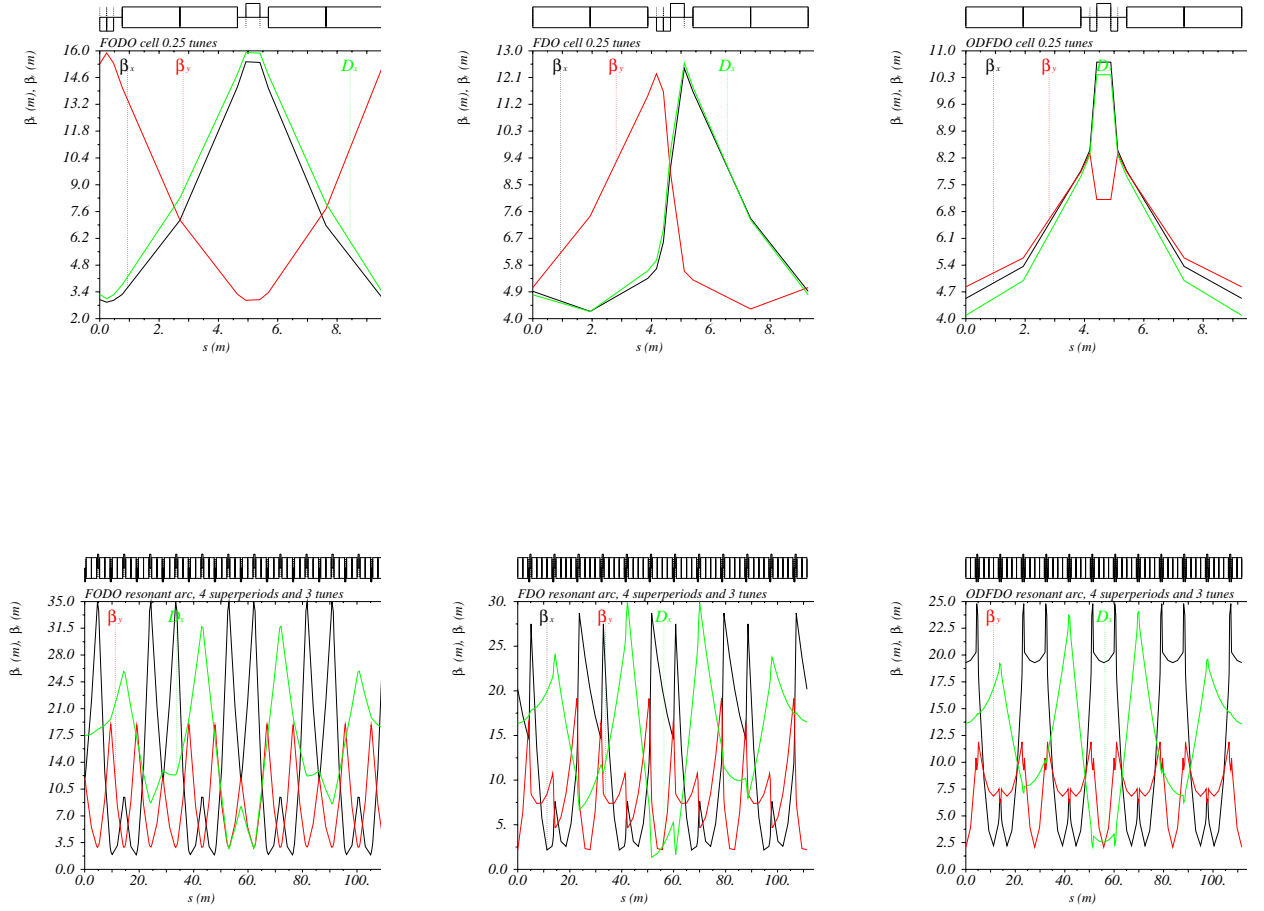 FODO cell 0.25 tunes
βx βy Dx
βx (m), βy (m)
16.0
14.6
13.2
11.8
10.4
9.0
7.6
6.2
4.8
3.4
2.0
0.0 2. 4. 6. 8.
s (m)
FDO cell 0.25 tunes
βx βy Dx
βx (m), βy (m)
13.0
12.1
11.2
10.3
9.4
8.5
7.6
6.7
5.8
4.9
4.0
0.0 2. 4. 6. 8.
s (m)
ODFDO cell 0.25 tunes
βx βy Dx
βx (m), βy (m)
11.0
10.3
9.6
8.9
8.2
7.5
6.8
6.1
5.4
4.7
4.0
0.0 2. 4. 6. 8.
s (m)
FODO resonant arc, 4 superperiods and 3 tunes
βy Dx
βx (m), βy (m)
35.0
31.5
28.0
24.5
21.0
17.5
14.0
10.5
7.0
3.5
0.0
0.0 20. 40. 60. 80. 100.
s (m)
FDO resonant arc, 4 superperiods and 3 tunes
βx βy Dx
βx (m), βy (m)
30.
25.
20.
15.
10.
5.
0.0
0.0 20. 40. 60. 80. 100.
s (m)
ODFDO resonant arc, 4 superperiods and 3 tunes
βy Dx
βx (m), βy (m)
25.0
22.5
20.0
17.5
15.0
12.5
10.0
7.5
5.0
2.5
0.0
0.0 20. 40. 60. 80. 100.
s (m)